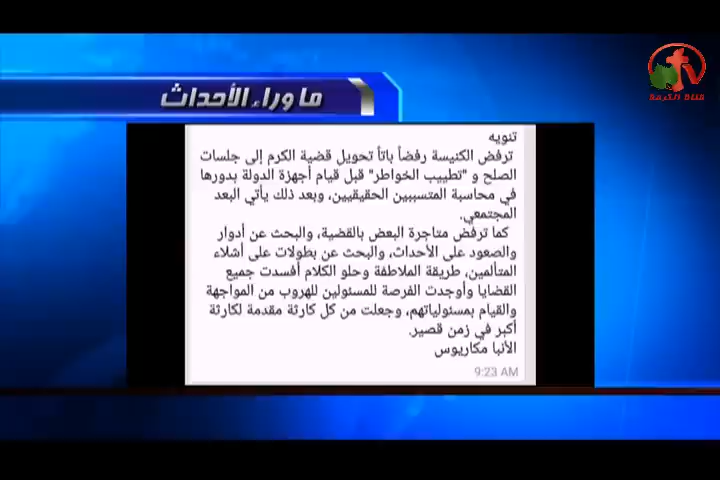 ما وراء الأحداث
قناة الكرمة
تنويه
ترفض الكنيسة رفضاً باتاً تحويل قضية الكرم إلى جلسات
الصلح و "تطييب الخواطر" قبل قيام أجهزة الدولة بدورها
في محاسبة المتسببين الحقيقيين، وبعد ذلك يأتي البعد
المجتمعي.
كما ترفض متاجرة البعض بالقضية، والبحث عن أدوار
والصعود على الأحداث، والبحث عن بطولات على أشلاء
المتألمين، طريقة الملاطفة وحلو الكلام أفسدت جميع
القضايا وأوجدت الفرصة للمسئولين للهروب من المواجهة
والقيام بمسئولياتهم، وجعلت من كل كارثة مقدمة لكارثة
أكبر في زمن قصير.
الأنبا مكاريوس
9:23 AM